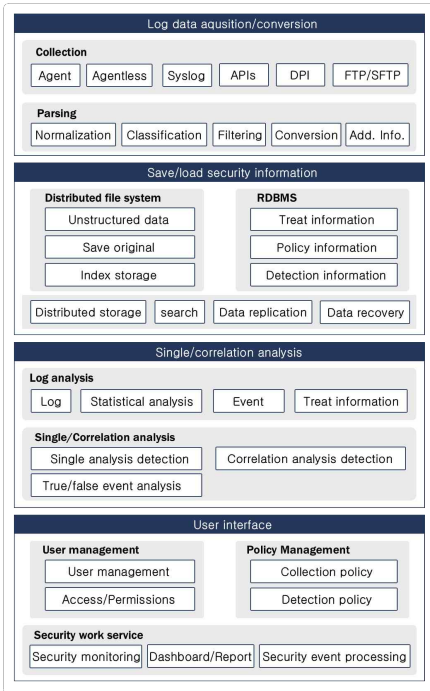 Log data aqusition/conversion
Collection
Agent Agentless Syslog APIs DPI FTP/SFTP
Parsing
Normalization Classification Filtering Conversion Add. Info.
Save/load security information
Distributed file system RDBMS
Unstructured data Treat information
Save original Policy information
Index storage Detection information
Distributed storage search Data replication Data recovery
Single/correlation analysis
Log analysis
Log Statistical analysis Event Treat information
Single/Correlation analysis
Single analysis detection Correlation analysis detection
True/false event analysis
User interface
User management Policy Management
User management Collection policy
Access/Permissions Detection policy
Security work service
Security monitoring Dashboard/Report Security event processing